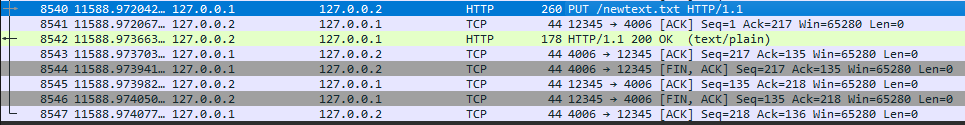 8540 11588.972042… 127.0.0.1 127.0.0.2 HTTP 260 PUT /newtext.txt HTTP/1.1
8541 11588.972067… 127.0.0.2 127.0.0.1 TCP 44 12345 → 4006 [ACK] Seq=1 Ack=217 Win=65280 Len=0
8542 11588.973663… 127.0.0.2 127.0.0.1 HTTP 178 HTTP/1.1 200 OK (text/plain)
8543 11588.973703… 127.0.0.1 127.0.0.2 TCP 44 4006 → 12345 [ACK] Seq=217 Ack=135 Win=65280 Len=0
8544 11588.973941… 127.0.0.1 127.0.0.2 TCP 44 4006 → 12345 [FIN, ACK] Seq=217 Ack=135 Win=65280 Len=0
8545 11588.973982… 127.0.0.2 127.0.0.1 TCP 44 12345 → 4006 [ACK] Seq=135 Ack=218 Win=65280 Len=0
8546 11588.974050… 127.0.0.2 127.0.0.1 TCP 44 12345 → 4006 [FIN, ACK] Seq=135 Ack=218 Win=65280 Len=0
8547 11588.974077… 127.0.0.1 127.0.0.2 TCP 44 4006 → 12345 [ACK] Seq=218 Ack=136 Win=65280 Len=0